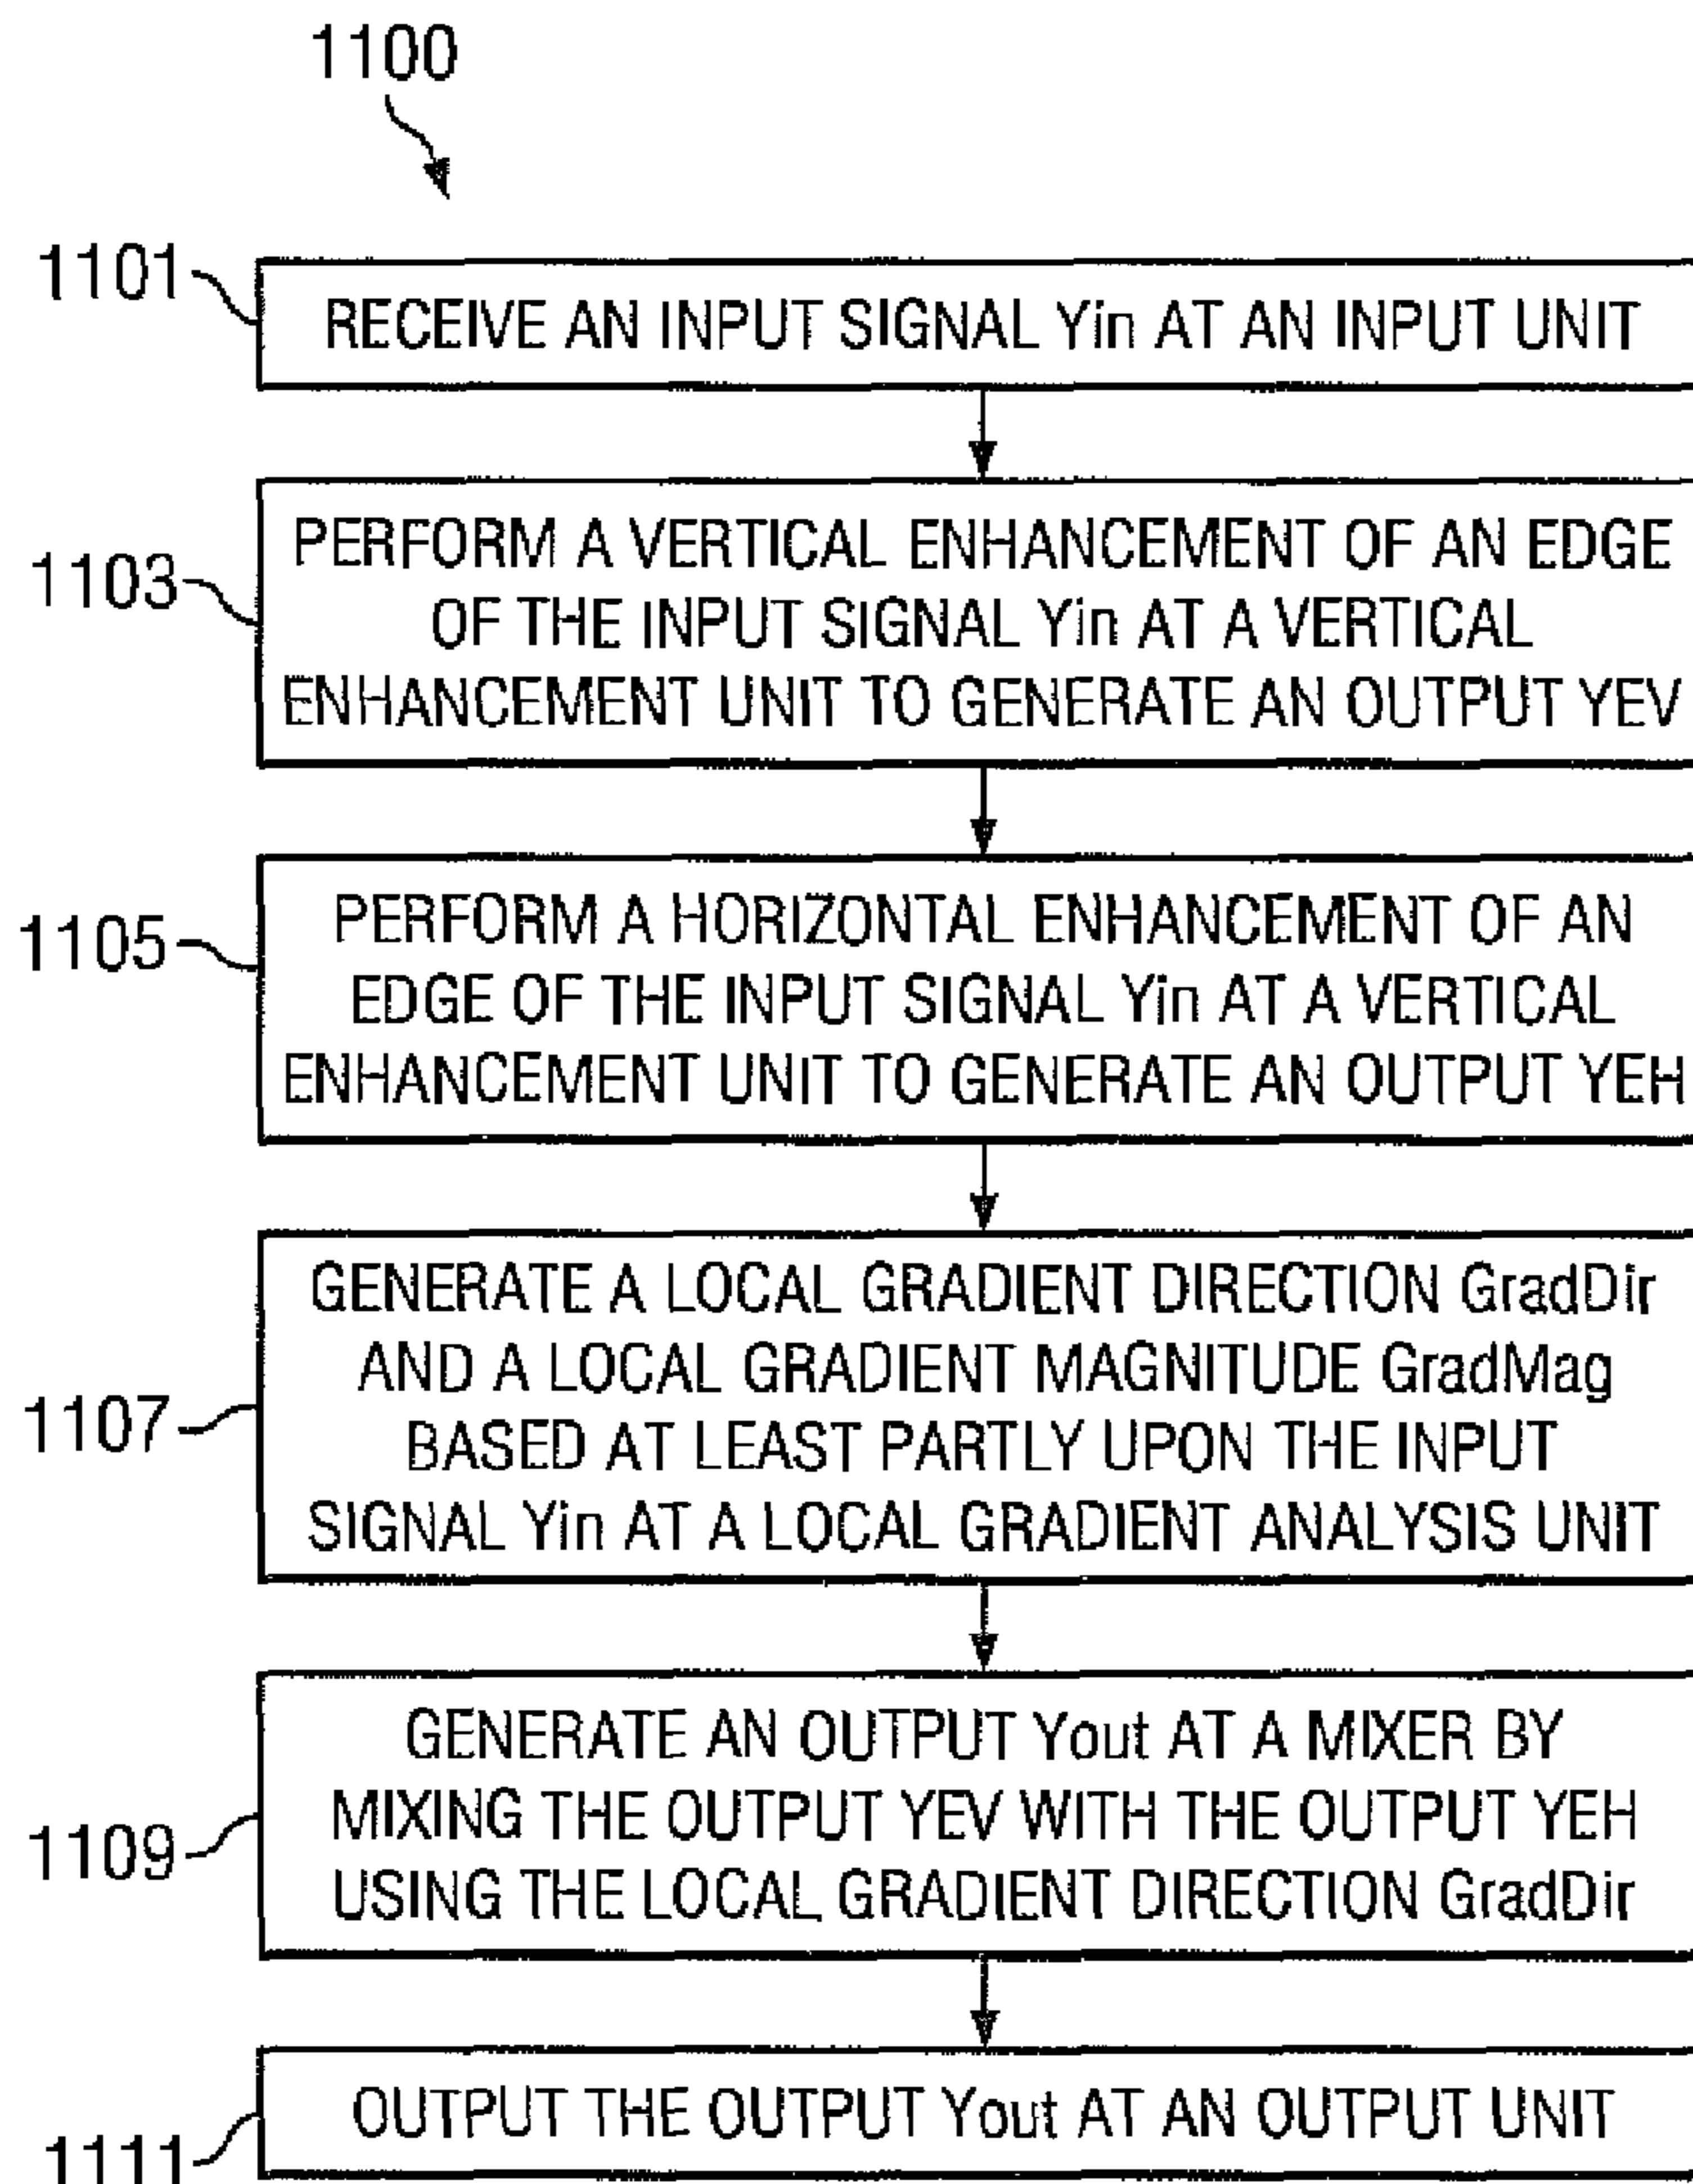 1100
1101
RECEIVE AN INPUT SIGNAL Yin AT AN INPUT UNIT
1103
PERFORM A VERTICAL ENHANCEMENT OF AN EDGE
OF THE INPUT SIGNAL Yin AT A VERTICAL
ENHANCEMENT UNIT TO GENERATE AN OUTPUT YEV
1105
PERFORM A HORIZONTAL ENHANCEMENT OF AN
EDGE OF THE INPUT SIGNAL Yin AT A VERTICAL
ENHANCEMENT UNIT TO GENERATE AN OUTPUT YEH
1107
GENERATE A LOCAL GRADIENT DIRECTION GradDir
AND A LOCAL GRADIENT MAGNITUDE GradMag
BASED AT LEAST PARTLY UPON THE INPUT
SIGNAL Yin AT A LOCAL GRADIENT ANALYSIS UNIT
1109
GENERATE AN OUTPUT Yout AT A MIXER BY
MIXING THE OUTPUT YEV WITH THE OUTPUT YEH
USING THE LOCAL GRADIENT DIRECTION GradDir
1111
OUTPUT THE OUTPUT Yout AT AN OUTPUT UNIT